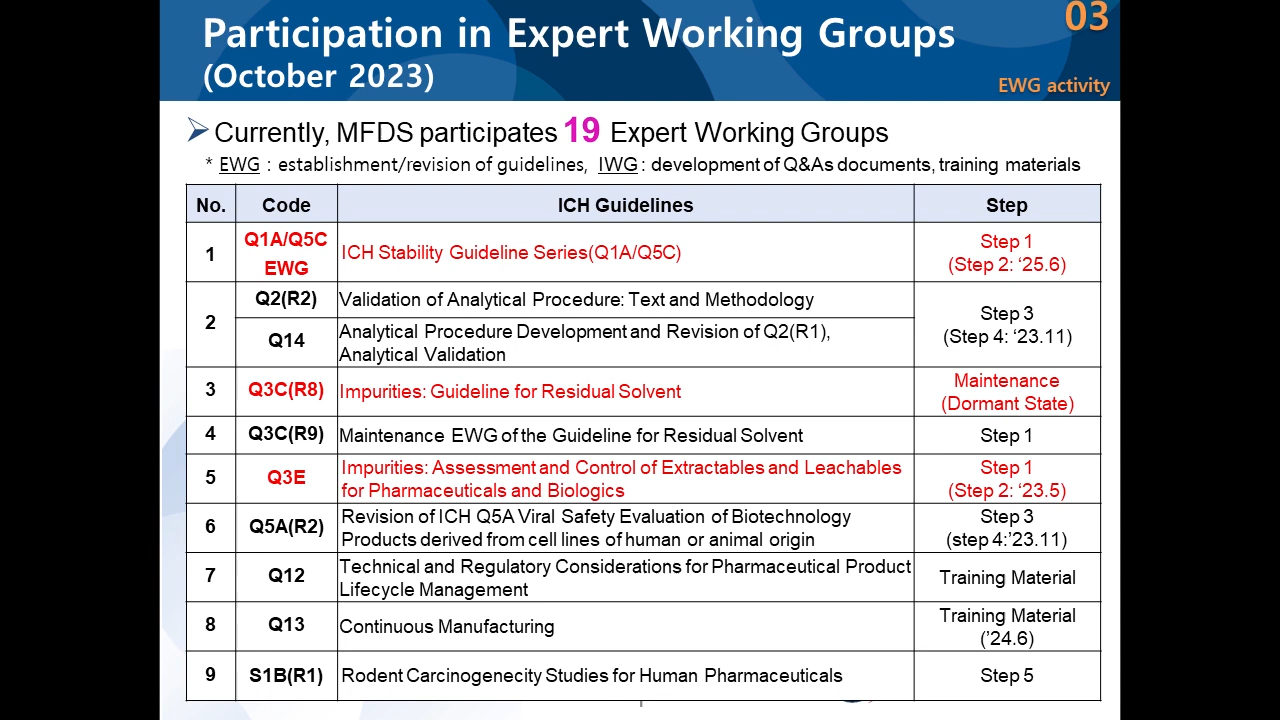 Participation in Expert Working Groups
(October 2023)
03
EWG activity
Currently, MFDS participates 19 Expert Working Groups
* EWG : establishment/revision of guidelines, IWG : development of Q&As documents, training materials
No. Code ICH Guidelines Step
1 Q1A/Q5C EWG ICH Stability Guideline Series(Q1A/Q5C) Step 1 (Step 2: ‘25.6)
2 Q2(R2) Validation of Analytical Procedure: Text and Methodology Step 3 (Step 4: ‘23.11)
Q14 Analytical Procedure Development and Revision of Q2(R1), Analytical Validation
3 Q3C(R8) Impurities: Guideline for Residual Solvent Maintenance (Dormant State)
4 Q3C(R9) Maintenance EWG of the Guideline for Residual Solvent Step 1
5 Q3E Impurities: Assessment and Control of Extractables and Leachables for Pharmaceuticals and Biologics Step 1 (Step 2: ‘23.5)
6 Q5A(R2) Revision of ICH Q5A Viral Safety Evaluation of Biotechnology Products derived from cell lines of human or animal origin Step 3 (step 4:’23.11)
7 Q12 Technical and Regulatory Considerations for Pharmaceutical Product Lifecycle Management Training Material
8 Q13 Continuous Manufacturing Training Material (’24.6)
9 S1B(R1) Rodent Carcinogenecity Studies for Human Pharmaceuticals Step 5